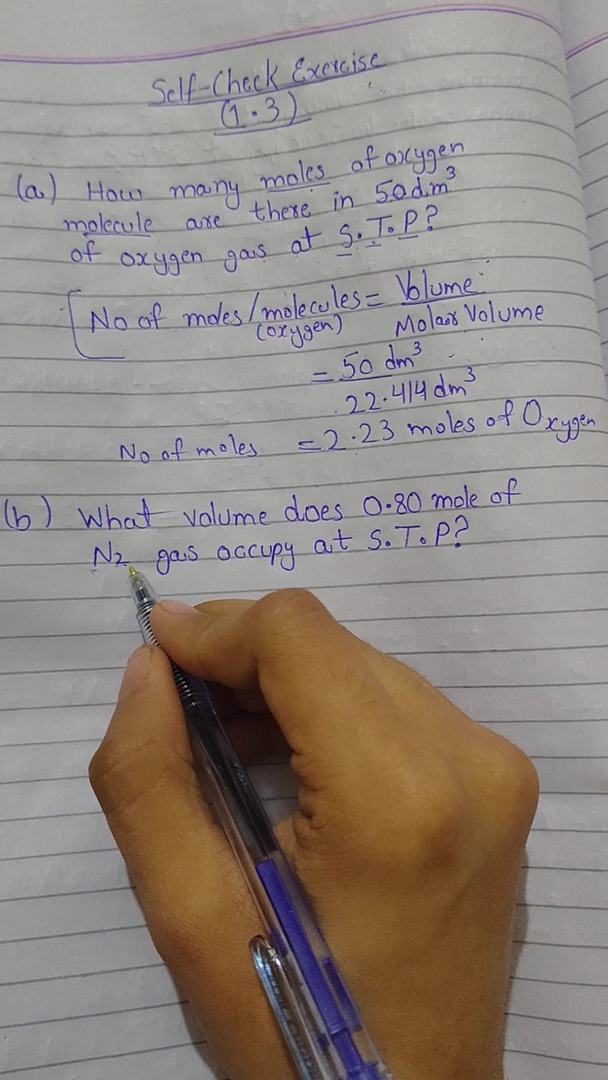 Self-Check Exercise
(1.3)
(a) How many moles of oxygen
molecule are there in 50dm³
of oxygen gas at S.T.P?
No of moles/molecules = Volume
(oxygen) Molar Volume
= 50 dm³
22.414 dm³
No of moles = 2.23 moles of Oxygen
(b) What volume does 0.80 mole of
N2 gas occupy at S.T.P?